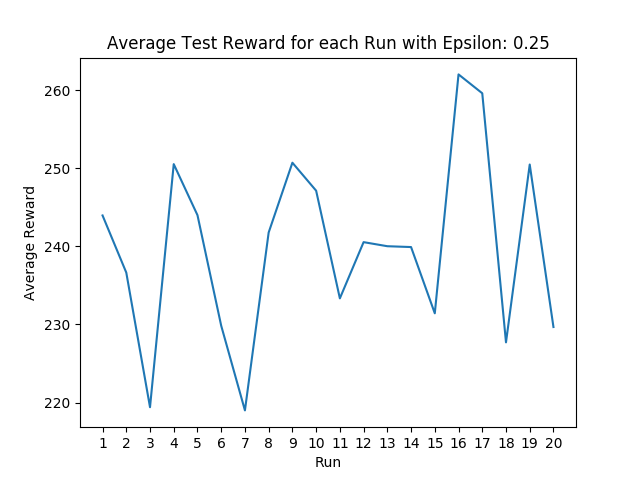 Average Test Reward for each Run with Epsilon: 0.25
260
250
240
230
220
Average Reward
1 2 3 4 5 6 7 8 9 10 11 12 13 14 15 16 17 18 19 20
Run